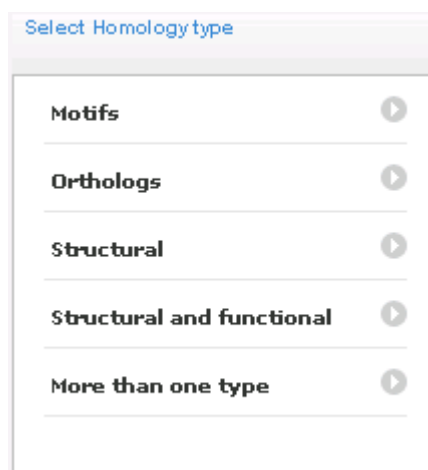 Select Homology type
Motifs
Orthologs
Structural
Structural and functional
More than one type